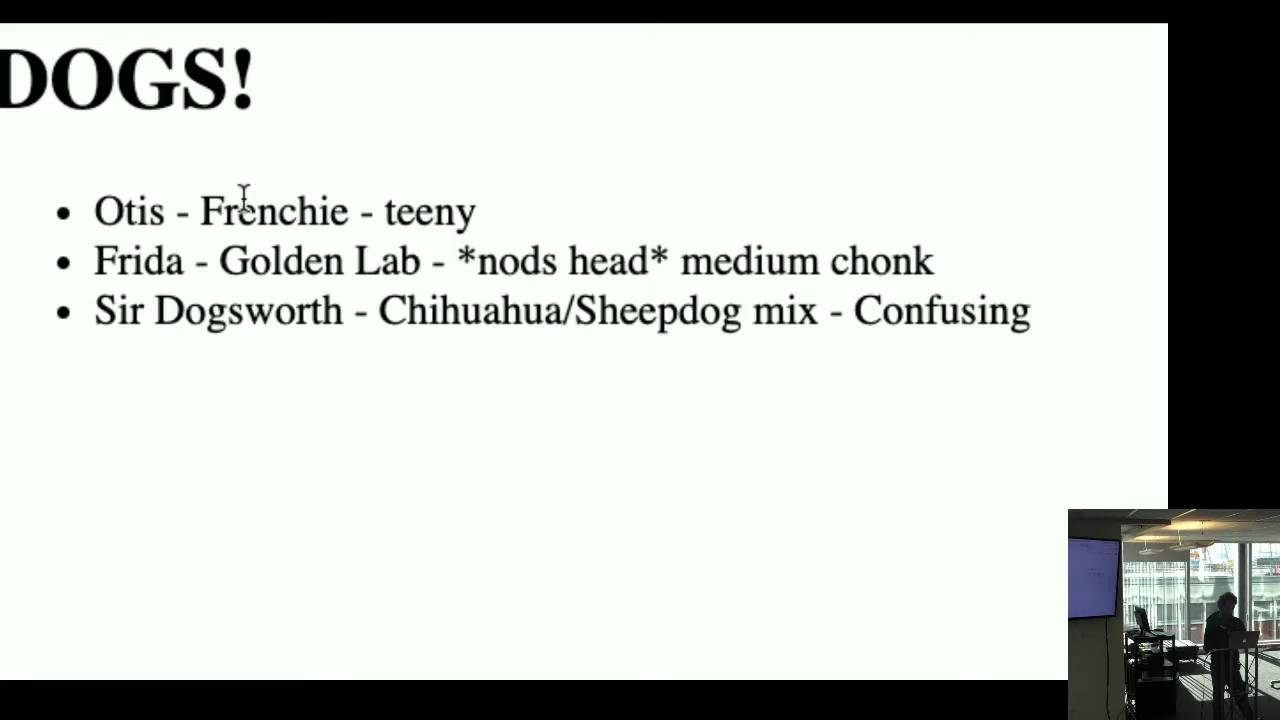 DOGS!
Otis - Frenchie - teeny
Frida - Golden Lab - *nods head* medium chonk
Sir Dogsworth - Chihuahua/Sheepdog mix - Confusing